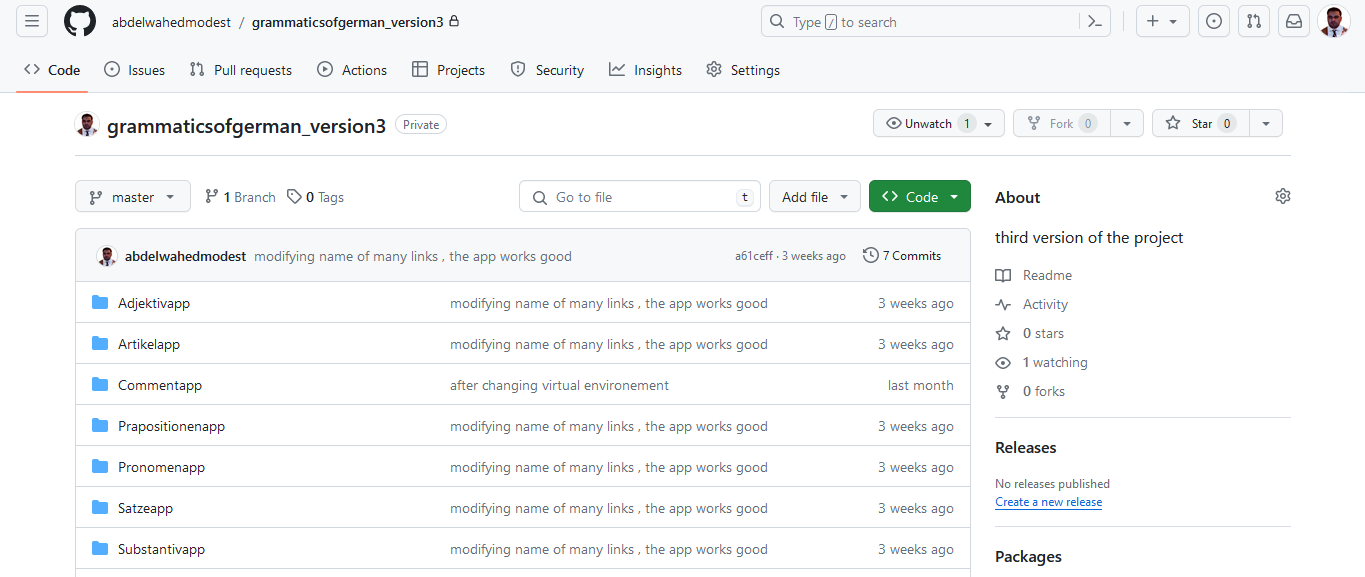 abdelwahedmodest / grammaticsofgerman_version3
Type / to search
Code Issues Pull requests Actions Projects Security Insights Settings
grammaticsofgerman_version3 Private
Unwatch 1 Fork 0 Star 0
master 1 Branch 0 Tags
Go to file t Add file Code
abdelwahedmodest modifying name of many links , the app works good a61ceff · 3 weeks ago 7 Commits
Adjektivapp modifying name of many links , the app works good 3 weeks ago
Artikelapp modifying name of many links , the app works good 3 weeks ago
Commentapp after changing virtual environement last month
Prapositionenapp modifying name of many links , the app works good 3 weeks ago
Pronomenapp modifying name of many links , the app works good 3 weeks ago
Satzeapp modifying name of many links , the app works good 3 weeks ago
Substantivapp modifying name of many links , the app works good 3 weeks ago
About
third version of the project
Readme
Activity
0 stars
1 watching
0 forks
Releases
No releases published
Create a new release
Packages